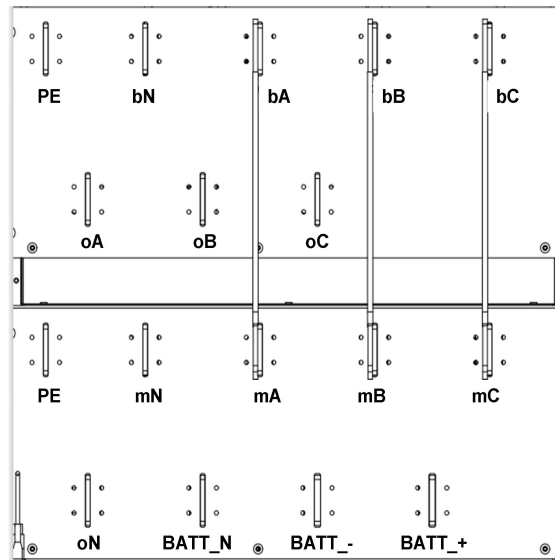 PE bN bA bB bC
oA oB oC
PE mN mA mB mC
oN BATT_N BATT_- BATT_+